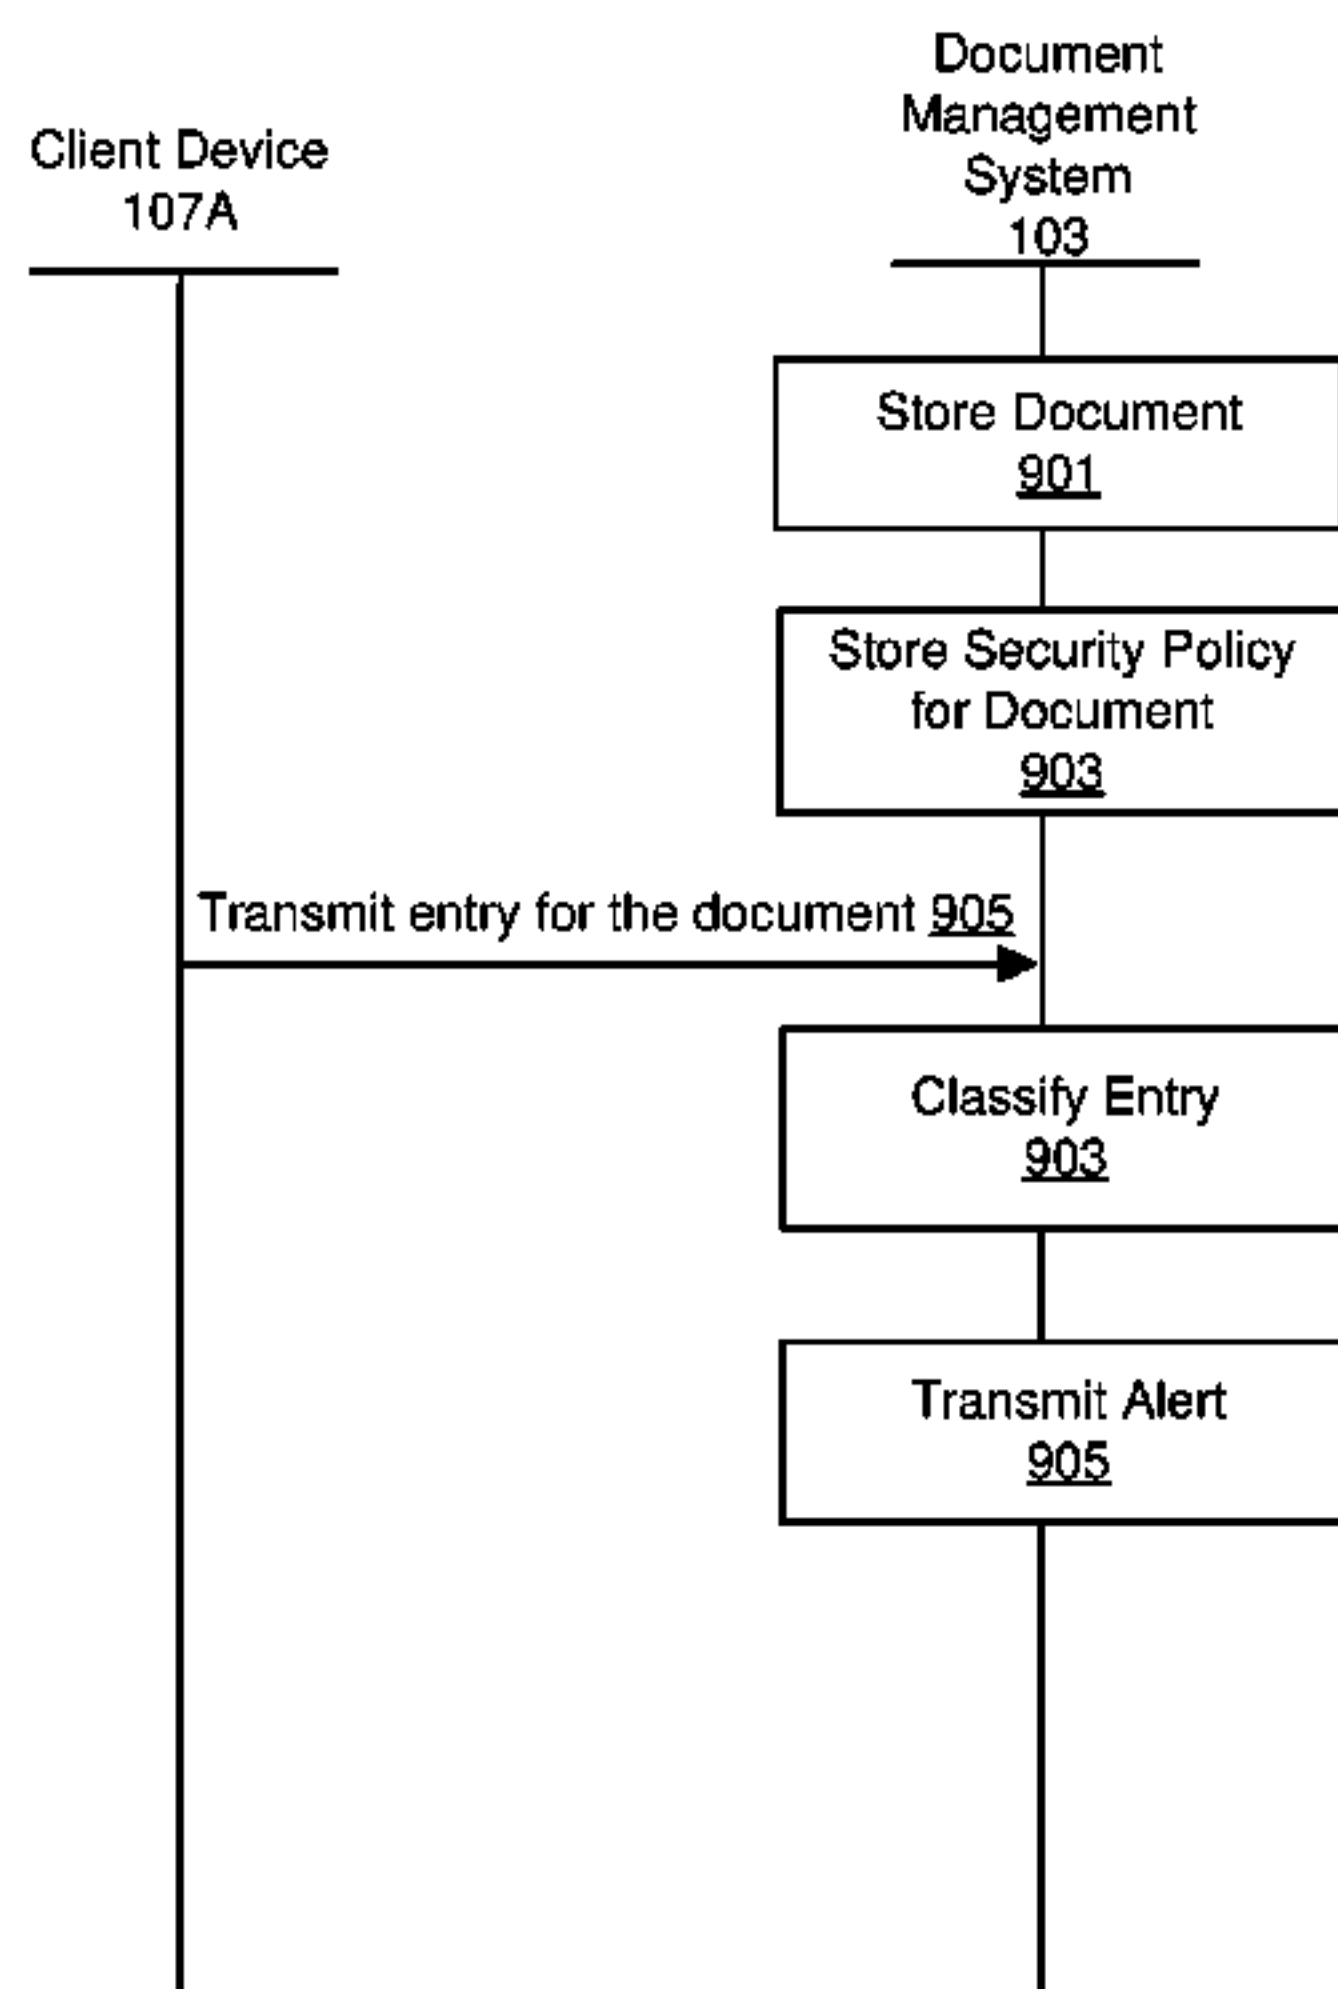 Client Device
107A
Document
Management
System
103
Store Document
901
Store Security Policy
for Document
903
Transmit entry for the document 905
Classify Entry
903
Transmit Alert
905